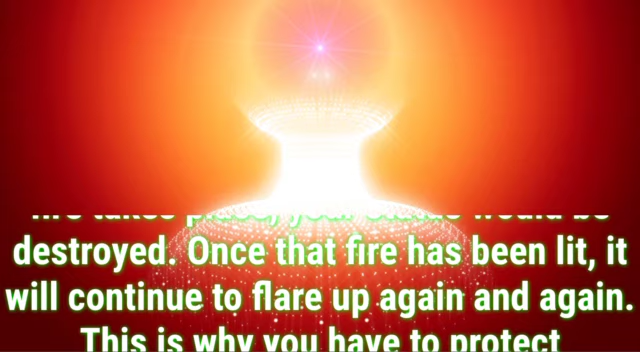 destroyed. Once that fire has been lit, it
will continue to flare up again and again.
This is why you have to protect